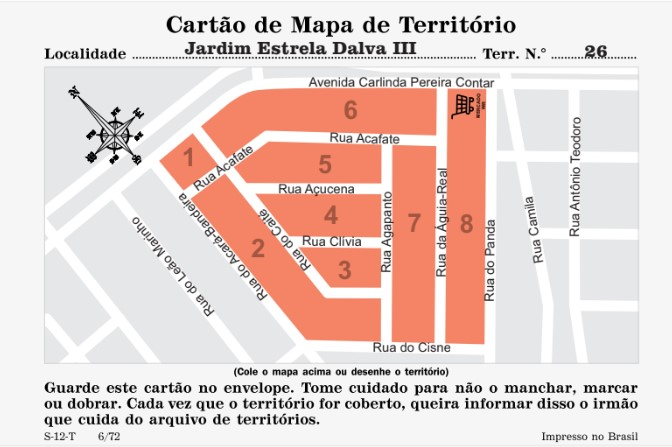 Cartão de Mapa de Território
Localidade Jardim Estrela Dalva III Terr. N.° 26
Avenida Carlinda Pereira Contar
6
MERCADO
Rua Acafate
1
Rua Acafate
5
Rua Açucena
4
Rua do Caité
Rua Clívia
3
2
Rua do Acará-Bandeira
Rua do Leão Marinho
Rua Agapanto
7
Rua da Águia-Real
8
Rua do Panda
Rua Camila
Rua Antônio Teodoro
Rua do Cisne
(Cole o mapa acima ou desenhe o território)
Guarde este cartão no envelope. Tome cuidado para não o manchar, marcar
ou dobrar. Cada vez que o território for coberto, queira informar disso o irmão
que cuida do arquivo de territórios.
S-12-T 6/72 Impresso no Brasil